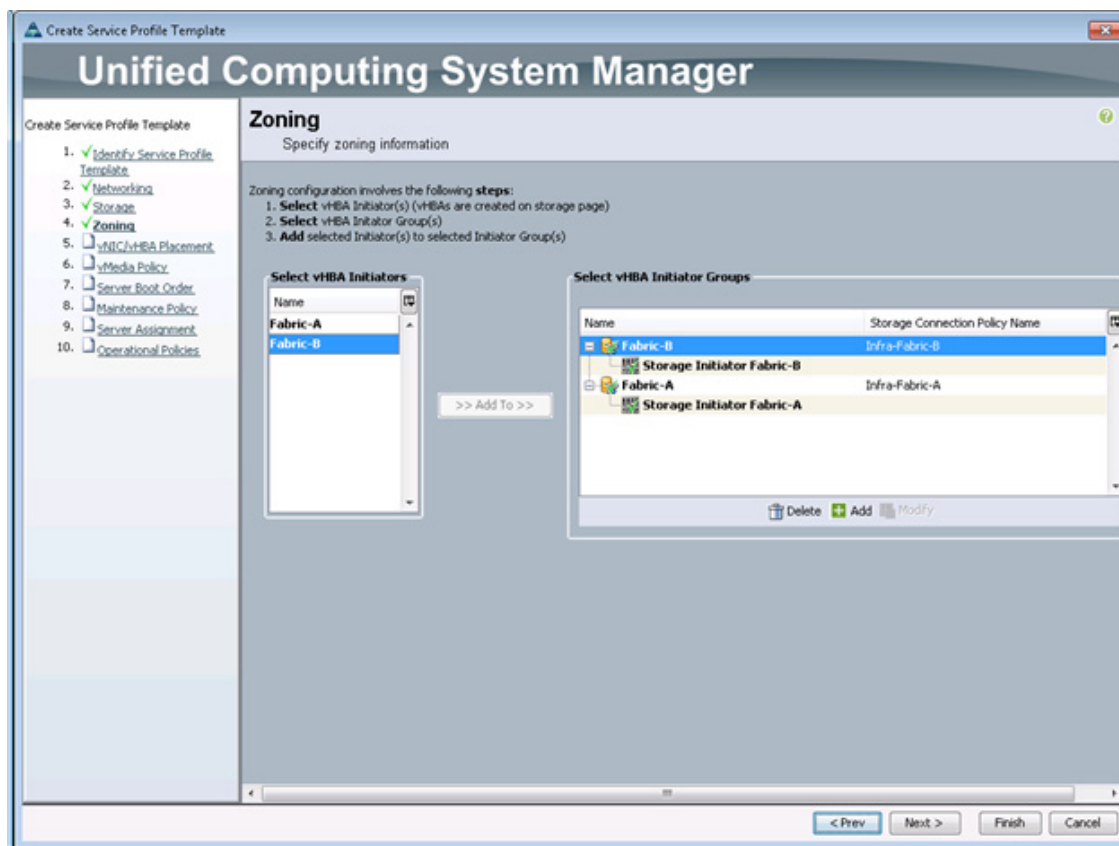 Create Service Profile Template
Unified Computing System Manager
Create Service Profile Template
1. Identify Service Profile
Template
2. Networking
3. Storage
4. Zoning
5. vNIC/vHBA Placement
6. vMedia Policy
7. Server Boot Order
8. Maintenance Policy
9. Server Assignment
10. Operational Policies
Zoning
Specify zoning information
Zoning configuration involves the following steps:
1. Select vHBA Initiator(s) (vHBAs are created on storage page)
2. Select vHBA Initator Group(s)
3. Add selected Initiator(s) to selected Initiator Group(s)
Select vHBA Initiators
Name
Fabric-A
Fabric-B
>> Add To >>
Select vHBA Initiator Groups
Name Storage Connection Policy Name
Fabric-B Infra-Fabric-B
Storage Initiator Fabric-B
Fabric-A Infra-Fabric-A
Storage Initiator Fabric-A
Delete Add Modify
< Prev Next > Finish Cancel